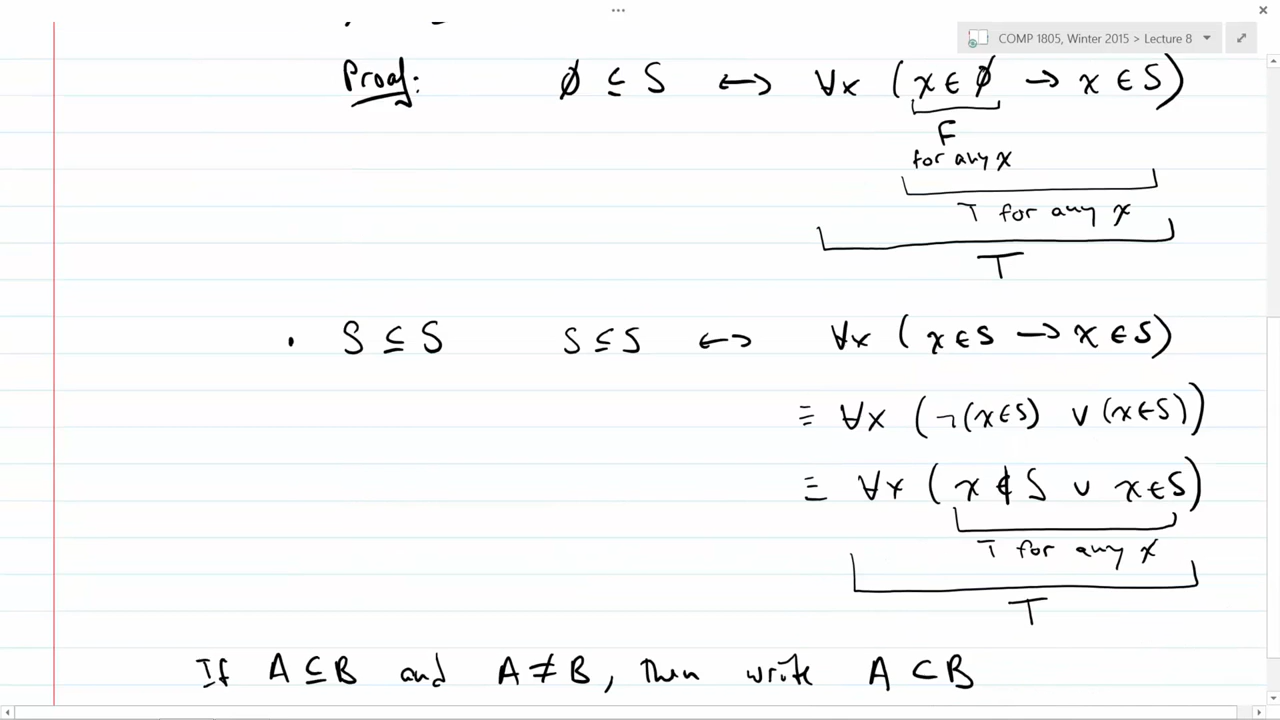 COMP 1805, Winter 2015 > Lecture 8
Proof: ∅ ⊆ S ↔ ∀x (x ∈ ∅ → x ∈ S)
F
for any x
T for any x
T
• S ⊆ S S ⊆ S ↔ ∀x (x ∈ S → x ∈ S)
≡ ∀x (¬(x ∈ S) ∨ (x ∈ S))
≡ ∀x (x ∉ S ∨ x ∈ S)
T for any x
T
If A ⊆ B and A ≠ B, then write A ⊂ B